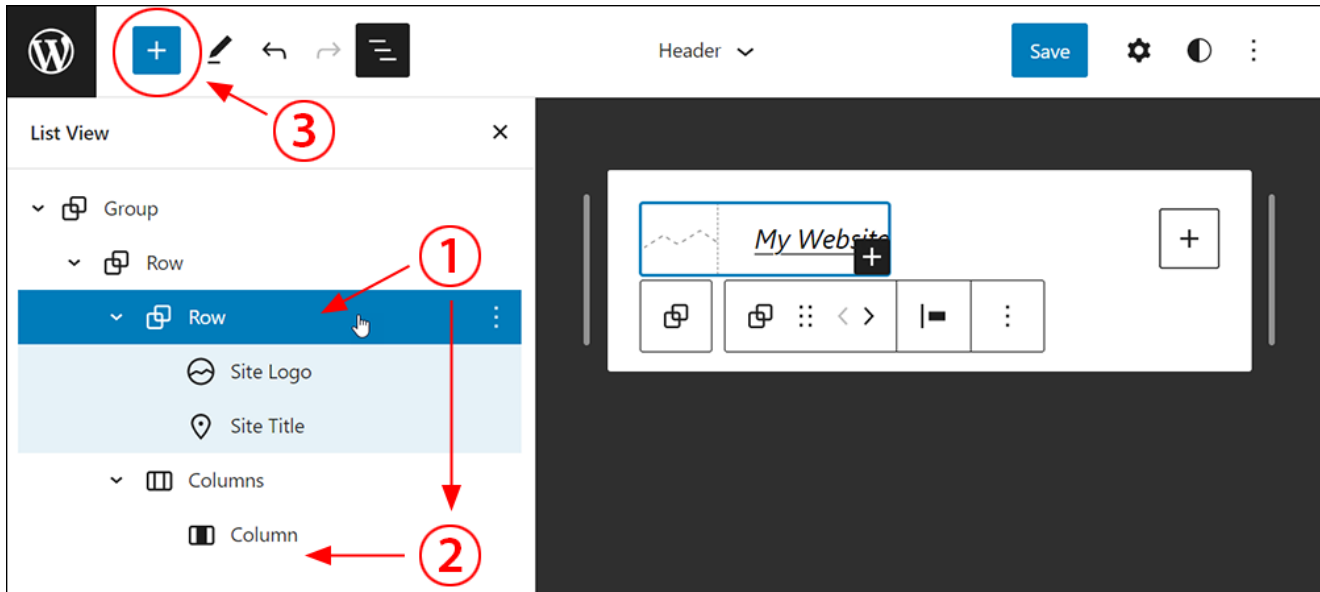 Header
Save
3
List View
Group
Row
1
Row
My Website
Site Logo
Site Title
Columns
Column
2